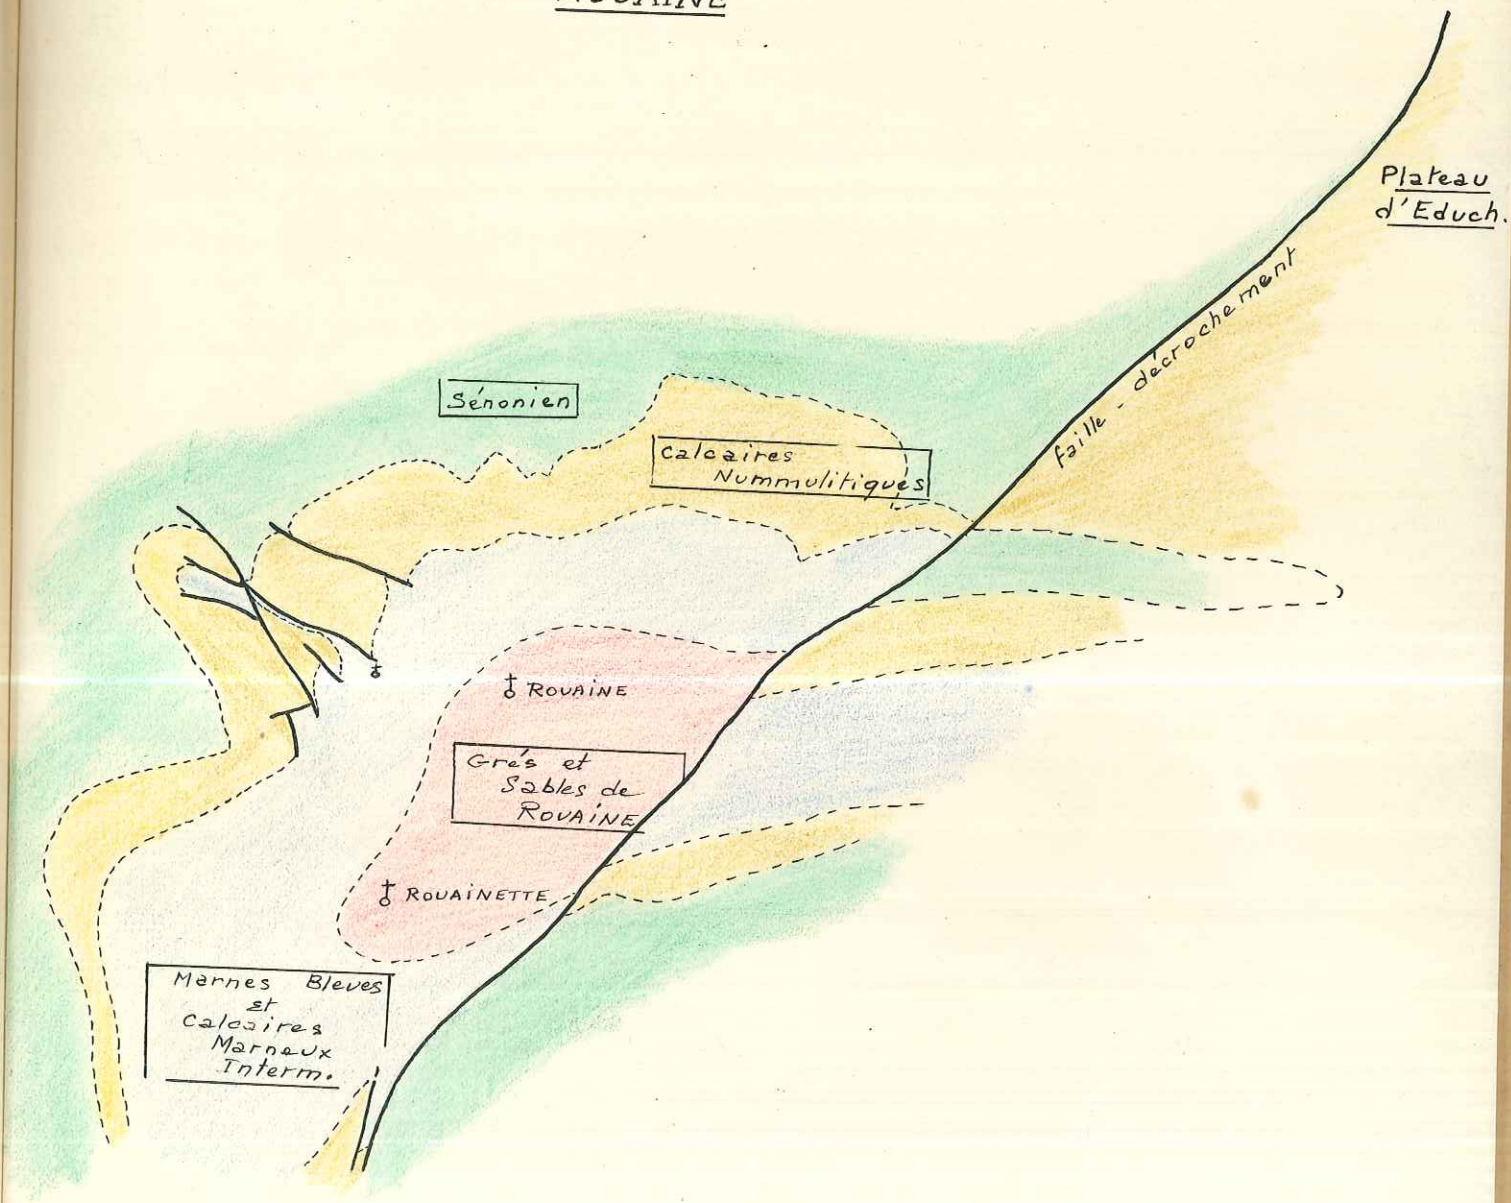 ROUAINE
Plateau
d'Educh.
faille - décrochement
Sénonien
Calcaires
Nummulitiques
ROUAINE
Grés et
Sables de
ROUAINE
ROUAINETTE
Marnes Bleues
et
Calcaires
Marneux
Interm.